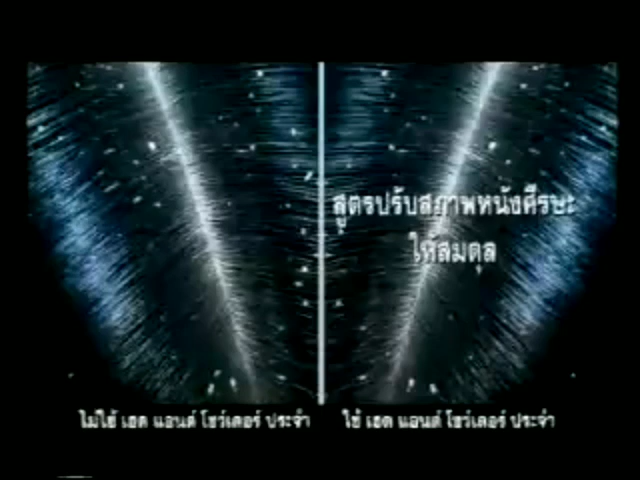 สูตรปรับสภาพหนังศีรษะ
ให้สมดุล
ไม่ใช้ เฮด แอนด์ โชว์เดอร์ ประจำ
ใช้ เฮด แอนด์ โชว์เดอร์ ประจำ